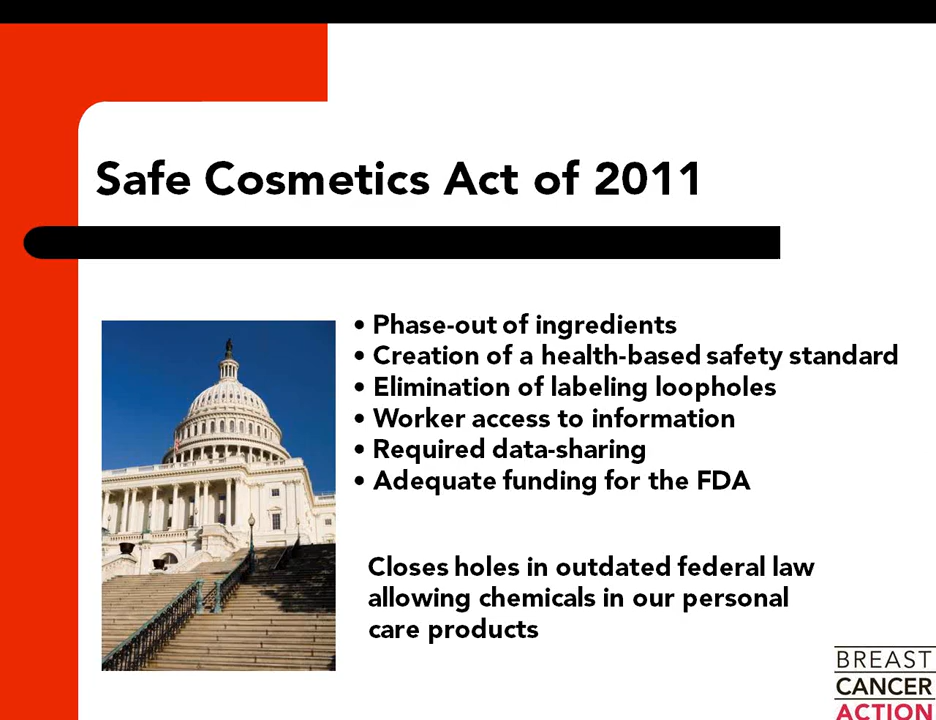 Safe Cosmetics Act of 2011
• Phase-out of ingredients
• Creation of a health-based safety standard
• Elimination of labeling loopholes
• Worker access to information
• Required data-sharing
• Adequate funding for the FDA
Closes holes in outdated federal law
allowing chemicals in our personal
care products
BREAST
CANCER
ACTION